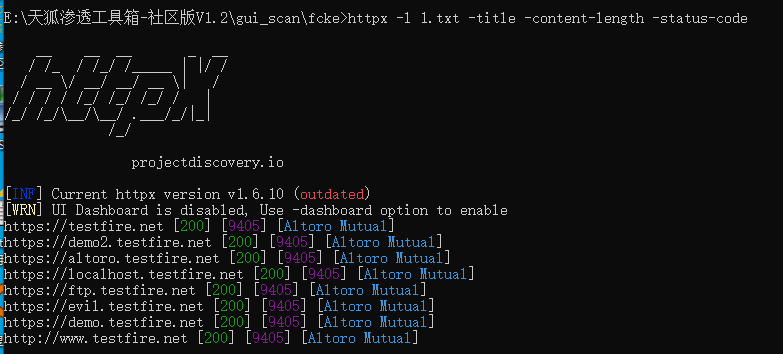 E:\天狐渗透工具箱-社区版V1.2\gui_scan\fcke>httpx -l 1.txt -title -content-length -status-code
httpx
projectdiscovery.io
[INF] Current httpx version v1.6.10 (outdated)
[WRN] UI Dashboard is disabled, Use -dashboard option to enable
https://testfire.net [200] [9405] [Altoro Mutual]
https://demo2.testfire.net [200] [9405] [Altoro Mutual]
https://altoro.testfire.net [200] [9405] [Altoro Mutual]
https://localhost.testfire.net [200] [9405] [Altoro Mutual]
https://ftp.testfire.net [200] [9405] [Altoro Mutual]
https://evil.testfire.net [200] [9405] [Altoro Mutual]
https://demo.testfire.net [200] [9405] [Altoro Mutual]
http://www.testfire.net [200] [9405] [Altoro Mutual]